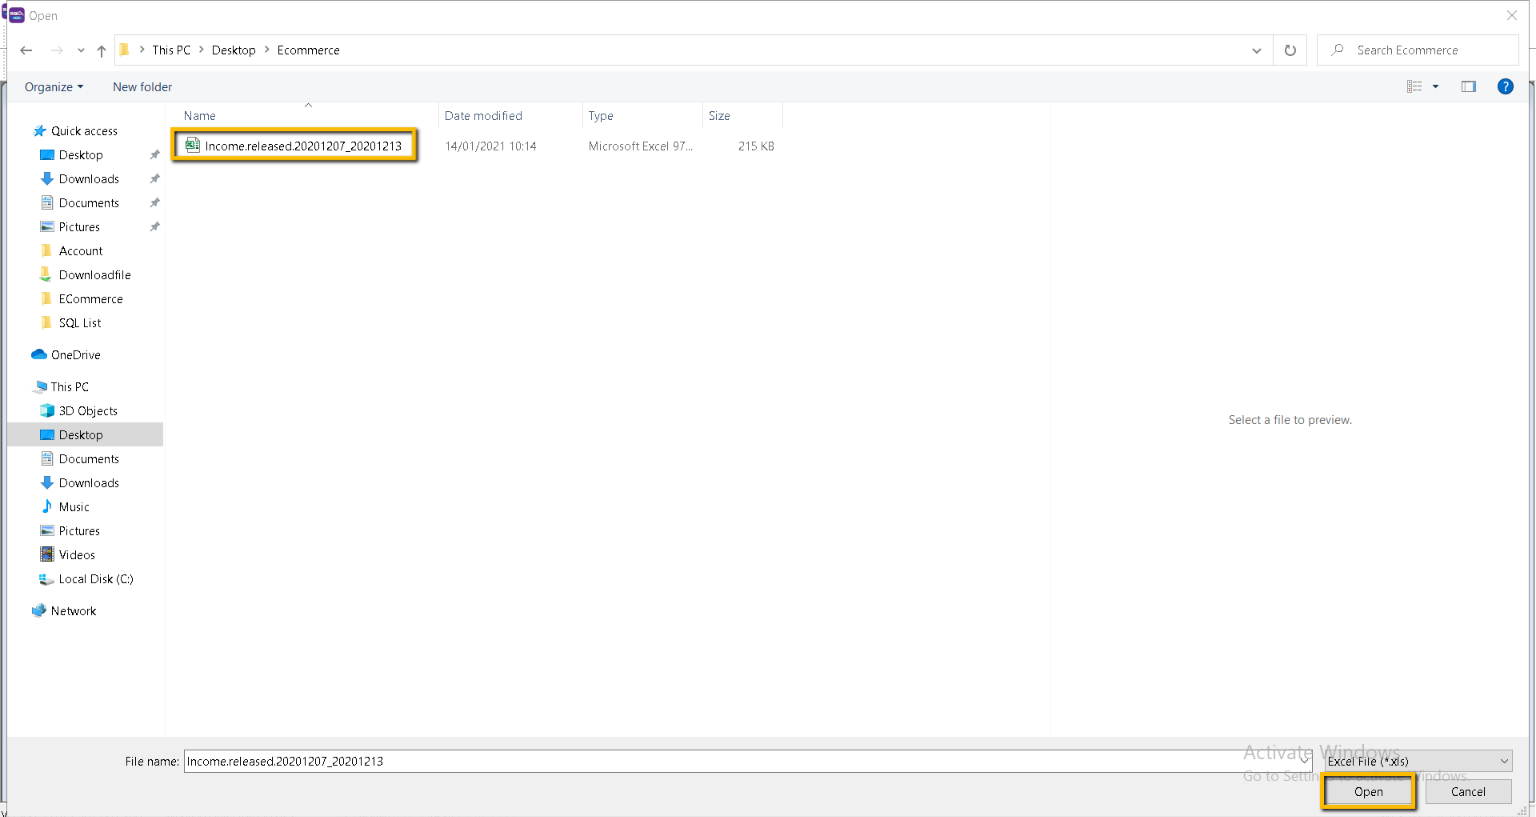 Open
This PC > Desktop > Ecommerce
Search Ecommerce
Organize
New folder
Name
Date modified
Type
Size
Income.released.20201207_20201213
14/01/2021 10:14
Microsoft Excel 97...
215 KB
Quick access
Desktop
Downloads
Documents
Pictures
Account
Downloadfile
ECommerce
SQL List
OneDrive
This PC
3D Objects
Desktop
Documents
Downloads
Music
Pictures
Videos
Local Disk (C:)
Network
Select a file to preview.
File name:
Income.released.20201207_20201213
Activate Windows
Excel File (*.xls)
Go to Settings to activate Windows.
Open
Cancel